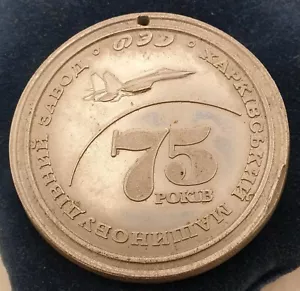 ХАРКІВСЬКИЙ МАШИНОБУДІВНИЙ ЗАВОД
ФЭД
75
РОКІВ